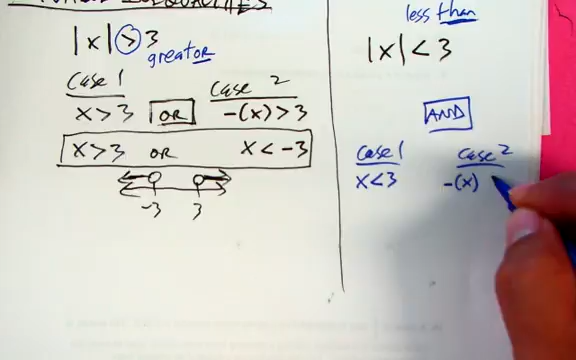 |x| > 3
greator
Case 1 Case 2
x > 3 OR -(x) > 3
x > 3 OR x < -3
-3 3
less than
|x| < 3
AND
Case 1 Case 2
x < 3 -(x)